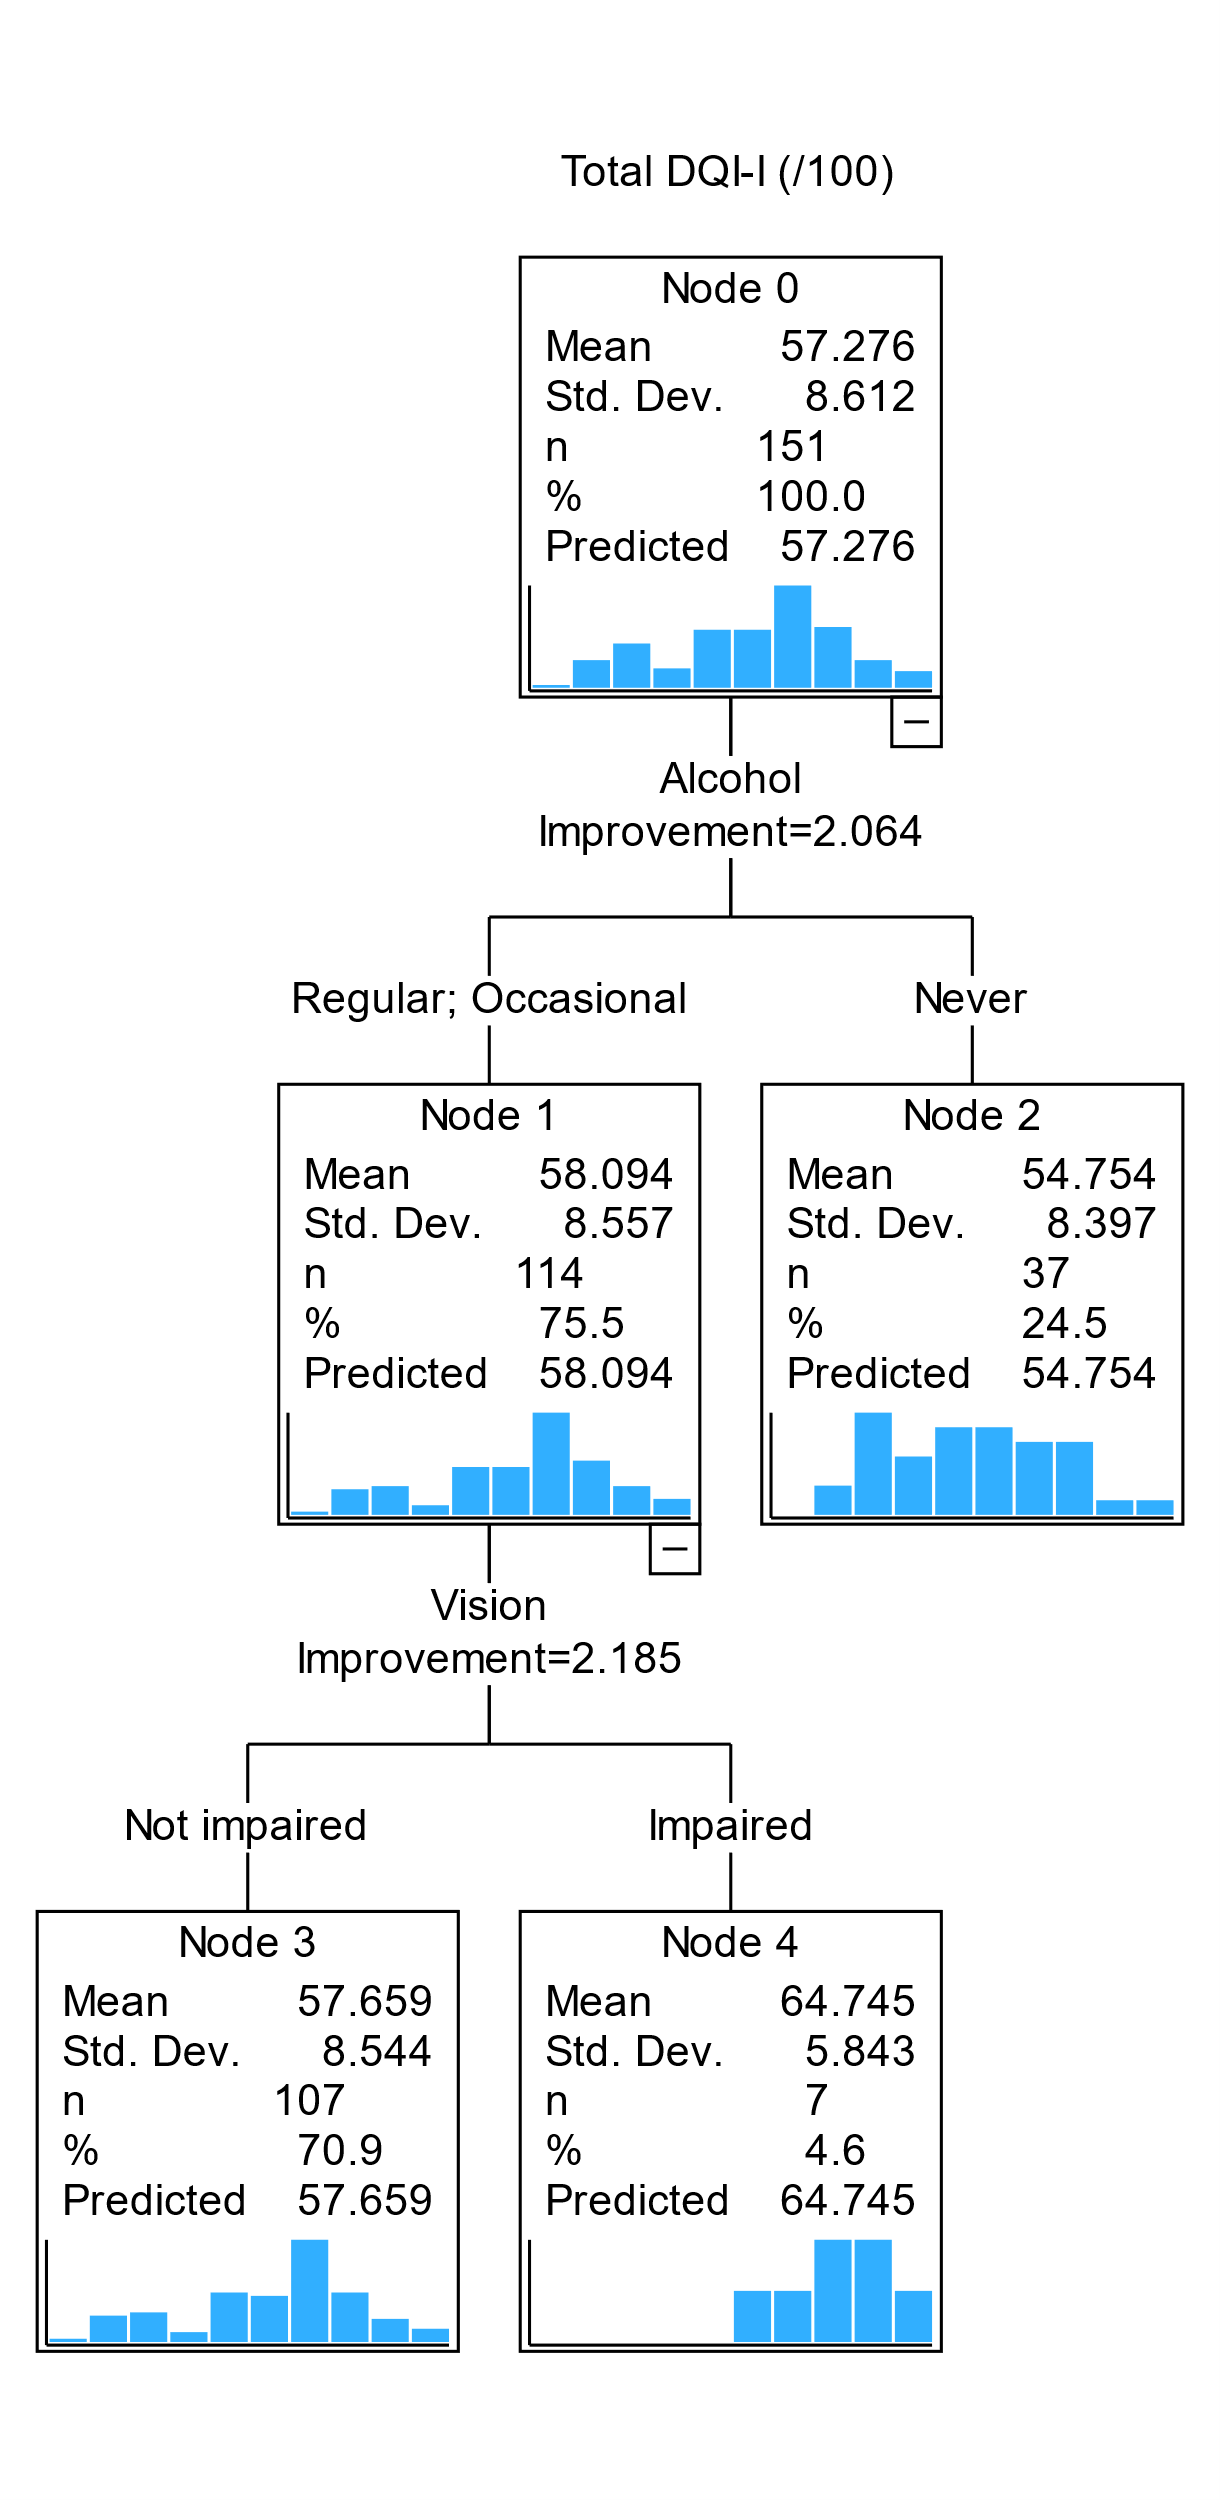 Total DQI-I (/100)
Node 0
Mean 57.276
Std. Dev. 8.612
n 151
% 100.0
Predicted 57.276
Alcohol
Improvement=2.064
Regular; Occasional
Never
Node 1
Mean 58.094
Std. Dev. 8.557
n 114
% 75.5
Predicted 58.094
Node 2
Mean 54.754
Std. Dev. 8.397
n 37
% 24.5
Predicted 54.754
Vision
Improvement=2.185
Not impaired
Impaired
Node 3
Mean 57.659
Std. Dev. 8.544
n 107
% 70.9
Predicted 57.659
Node 4
Mean 64.745
Std. Dev. 5.843
n 7
% 4.6
Predicted 64.745